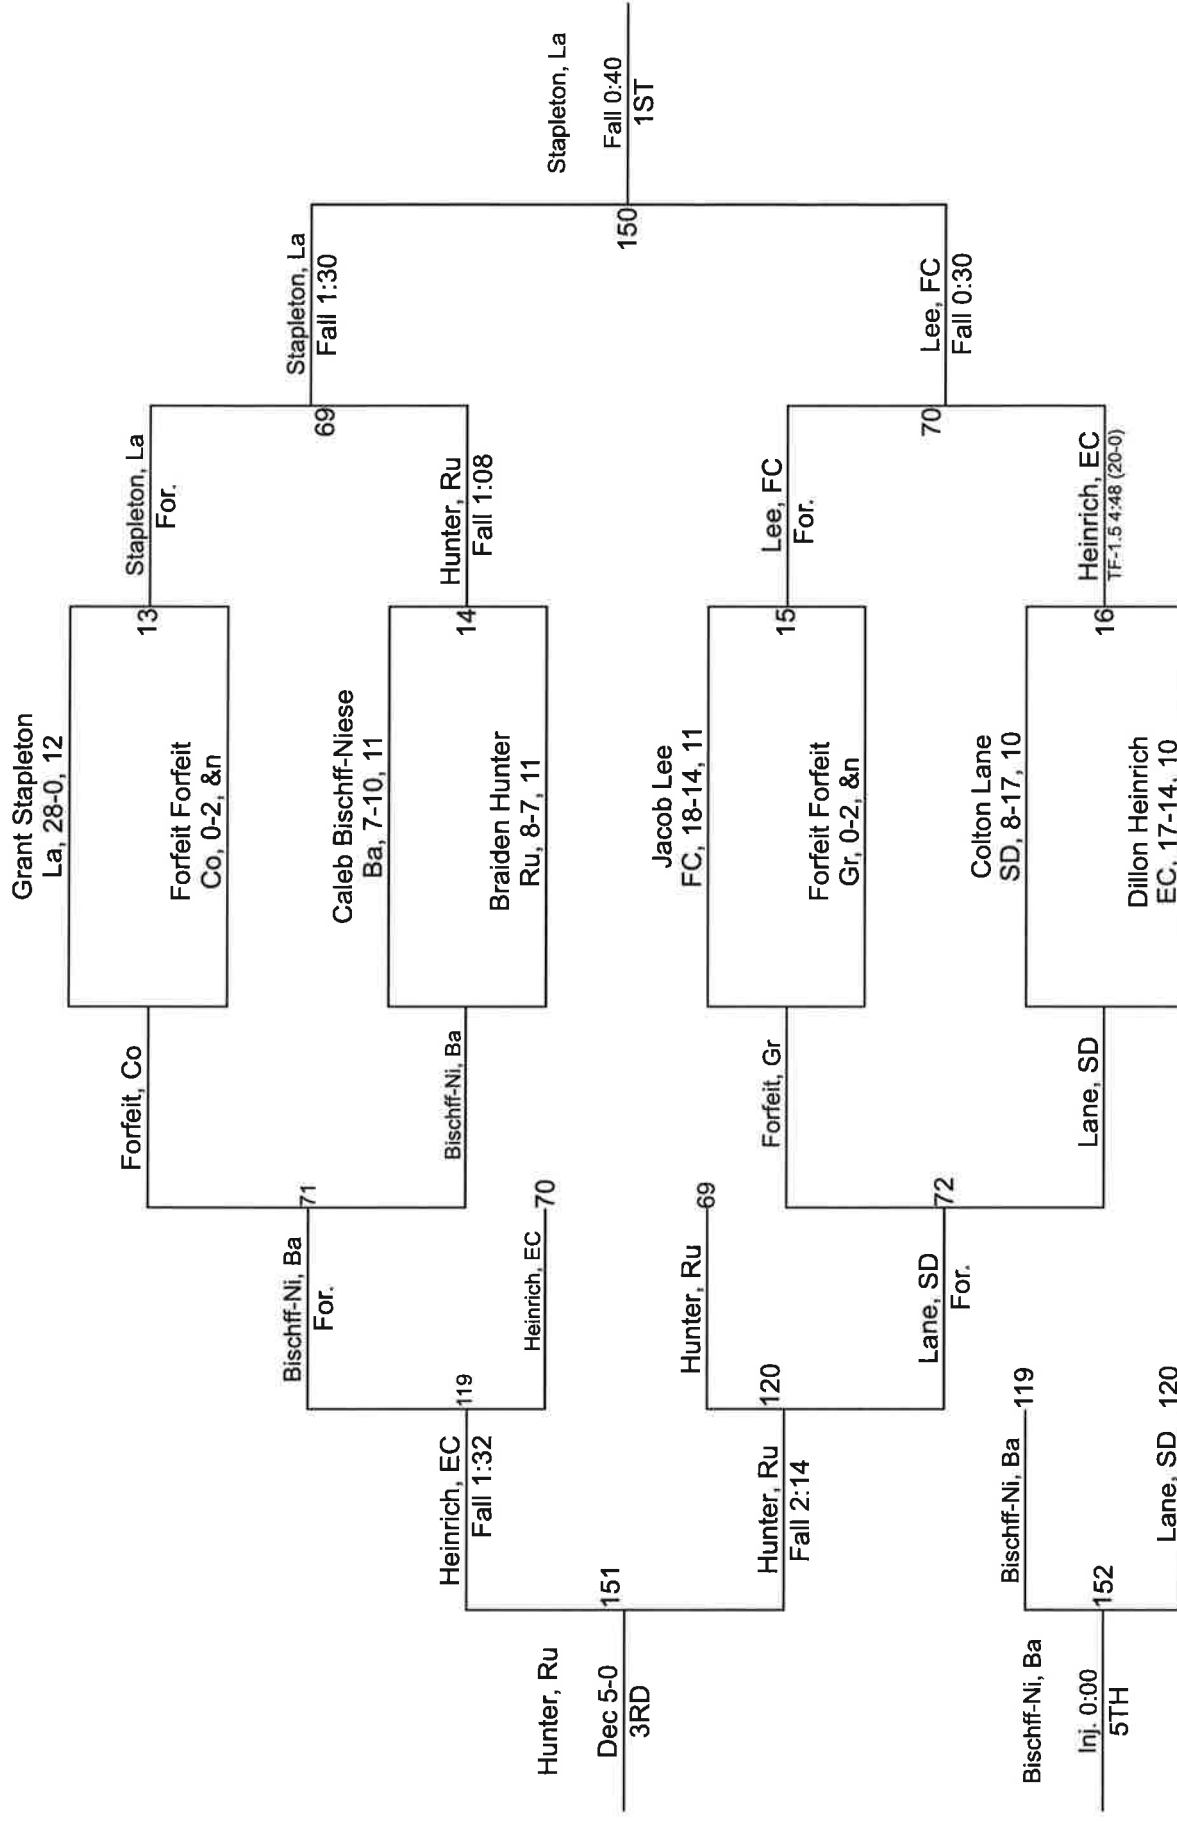 Grant Stapleton
La, 28-0, 12
13
Forfeit Forfeit
Co, 0-2, &n
Caleb Bischff-Niese
Ba, 7-10, 11
14
Braiden Hunter
Ru, 8-7, 11
Jacob Lee
FC, 18-14, 11
15
Forfeit Forfeit
Gr, 0-2, &n
Colton Lane
SD, 8-17, 10
16
Dillon Heinrich
EC, 17-14, 10
Stapleton, La
For.
69
Hunter, Ru
Fall 1:08
Lee, FC
For.
70
Heinrich, EC
TF-1.5 4:48 (20-0)
Stapleton, La
Fall 1:30
150
Lee, FC
Fall 0:30
Stapleton, La
Fall 0:40
1ST
Forfeit, Co
71
Bischff-Ni, Ba
Forfeit, Gr
72
Lane, SD
Bischff-Ni, Ba
For.
119
Heinrich, EC
70
Hunter, Ru
69
120
Lane, SD
For.
Heinrich, EC
Fall 1:32
151
Hunter, Ru
Fall 2:14
Hunter, Ru
Dec 5-0
3RD
Bischff-Ni, Ba
119
152
Lane, SD
120
Bischff-Ni, Ba
Inj. 0:00
5TH